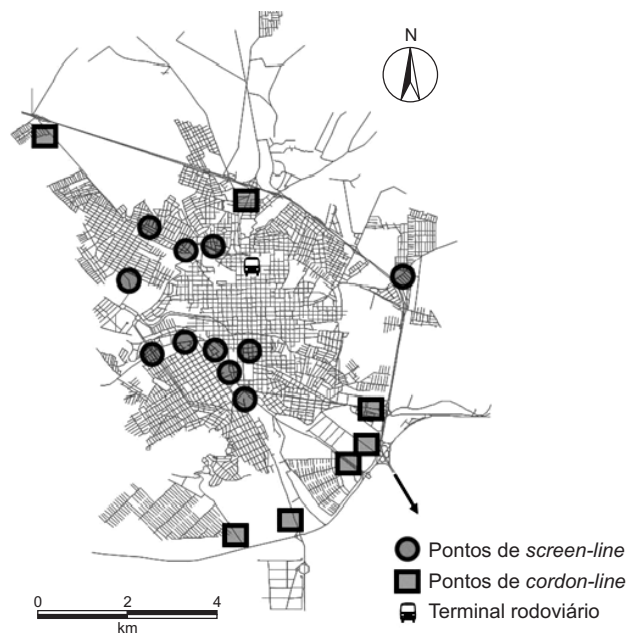 N
Pontos de screen-line
Pontos de cordon-line
Terminal rodoviário
0 2 4
km